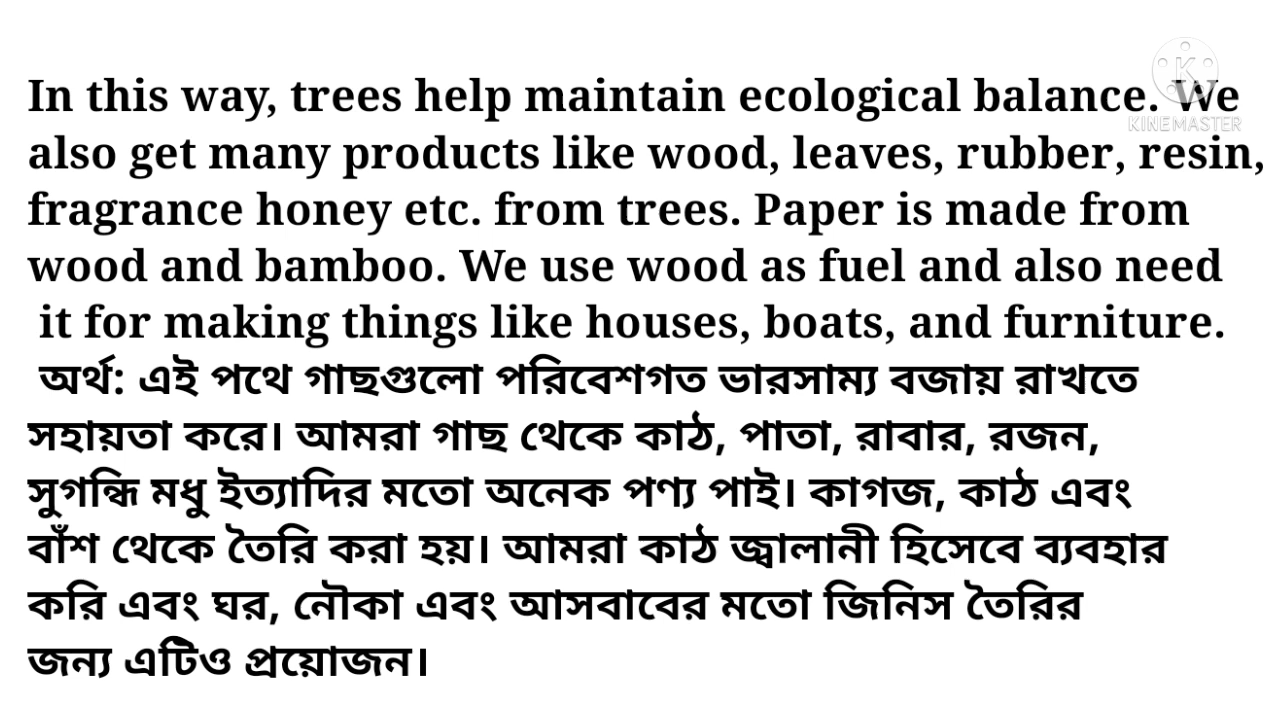 In this way, trees help maintain ecological balance. We
also get many products like wood, leaves, rubber, resin,
fragrance honey etc. from trees. Paper is made from
wood and bamboo. We use wood as fuel and also need
it for making things like houses, boats, and furniture.
অর্থ: এই পথে গাছগুলো পরিবেশগত ভারসাম্য বজায় রাখতে
সহায়তা করে। আমরা গাছ থেকে কাঠ, পাতা, রাবার, রজন,
সুগন্ধি মধু ইত্যাদির মতো অনেক পণ্য পাই। কাগজ, কাঠ এবং
বাঁশ থেকে তৈরি করা হয়। আমরা কাঠ জ্বালানী হিসেবে ব্যবহার
করি এবং ঘর, নৌকা এবং আসবাবের মতো জিনিস তৈরির
জন্য এটিও প্রয়োজন।
K
KINEMASTER